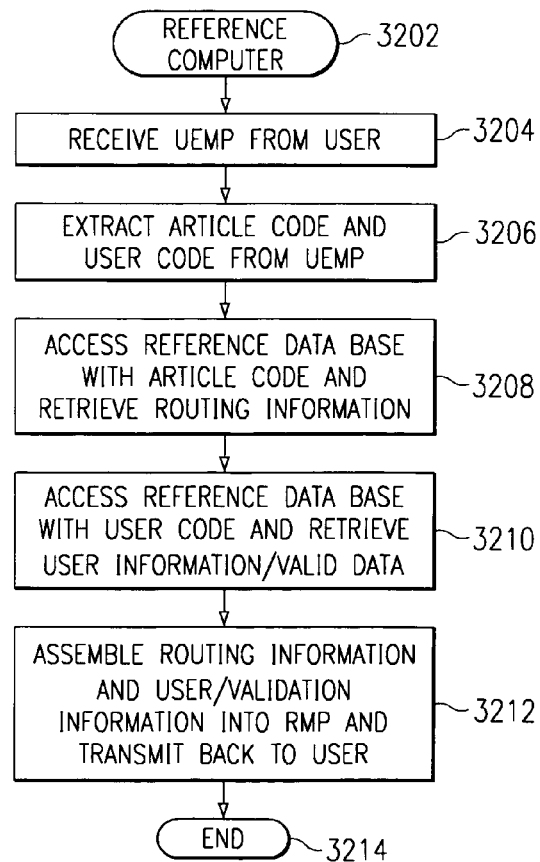 REFERENCE
COMPUTER
3202
RECEIVE UEMP FROM USER
3204
EXTRACT ARTICLE CODE AND
USER CODE FROM UEMP
3206
ACCESS REFERENCE DATA BASE
WITH ARTICLE CODE AND
RETRIEVE ROUTING INFORMATION
3208
ACCESS REFERENCE DATA BASE
WITH USER CODE AND RETRIEVE
USER INFORMATION/VALID DATA
3210
ASSEMBLE ROUTING INFORMATION
AND USER/VALIDATION
INFORMATION INTO RMP AND
TRANSMIT BACK TO USER
3212
END
3214